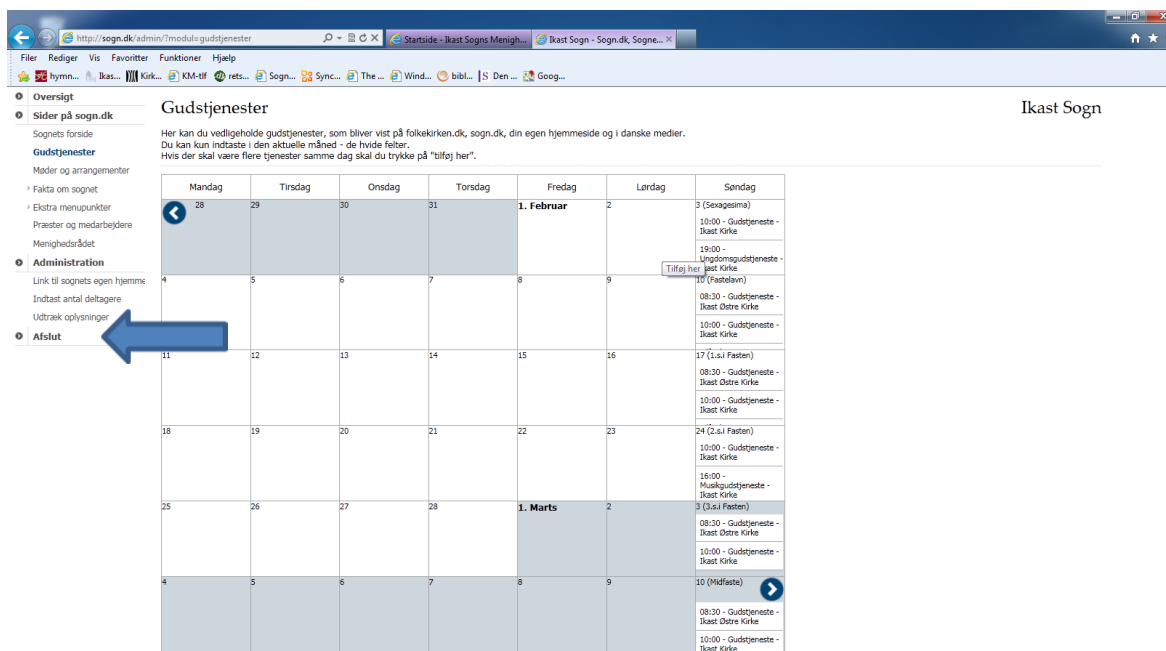 http://sogn.dk/admin/?modul=gudstjenester
Startside - Ikast Sogns Menigh...
Ikast Sogn - Sogn.dk, Sogne...
Filer Rediger Vis Favoritter Funktioner Hjælp
hymn... Ikas... Kirk... KM-tlf rets... Sogn... Sync... The ... Wind... bibl... Den ... Goog...
Oversigt
Sider på sogn.dk
Sognets forside
Gudstjenester
Møder og arrangementer
Fakta om sognet
Ekstra menupunkter
Præster og medarbejdere
Menighedsrådet
Administration
Link til sognets egen hjemme
Indtast antal deltagere
Udtræk oplysninger
Afslut
Gudstjenester
Ikast Sogn
Her kan du vedligeholde gudstjenester, som bliver vist på folkekirken.dk, sogn.dk, din egen hjemmeside og i danske medier.
Du kan kun indtaste i den aktuelle måned - de hvide felter.
Hvis der skal være flere tjenester samme dag skal du trykke på "tilføj her".
Mandag Tirsdag Onsdag Torsdag Fredag Lørdag Søndag
28 29 30 31 1. Februar 2 3 (Sexagesima)
10:00 - Gudstjeneste -
Ikast Kirke
19:00 -
Ungdomsgudstjeneste -
Ikast Kirke
Tilføj her
4 5 6 7 8 9 10 (Fastelavn)
08:30 - Gudstjeneste -
Ikast Østre Kirke
10:00 - Gudstjeneste -
Ikast Kirke
11 12 13 14 15 16 17 (1.s.i Fasten)
08:30 - Gudstjeneste -
Ikast Østre Kirke
10:00 - Gudstjeneste -
Ikast Kirke
18 19 20 21 22 23 24 (2.s.i Fasten)
10:00 - Gudstjeneste -
Ikast Kirke
16:00 -
Musikgudstjeneste -
Ikast Kirke
25 26 27 28 1. Marts 2 3 (3.s.i Fasten)
08:30 - Gudstjeneste -
Ikast Østre Kirke
10:00 - Gudstjeneste -
Ikast Kirke
4 5 6 7 8 9 10 (Midfaste)
08:30 - Gudstjeneste -
Ikast Østre Kirke
10:00 - Gudstjeneste -
Ikast Kirke